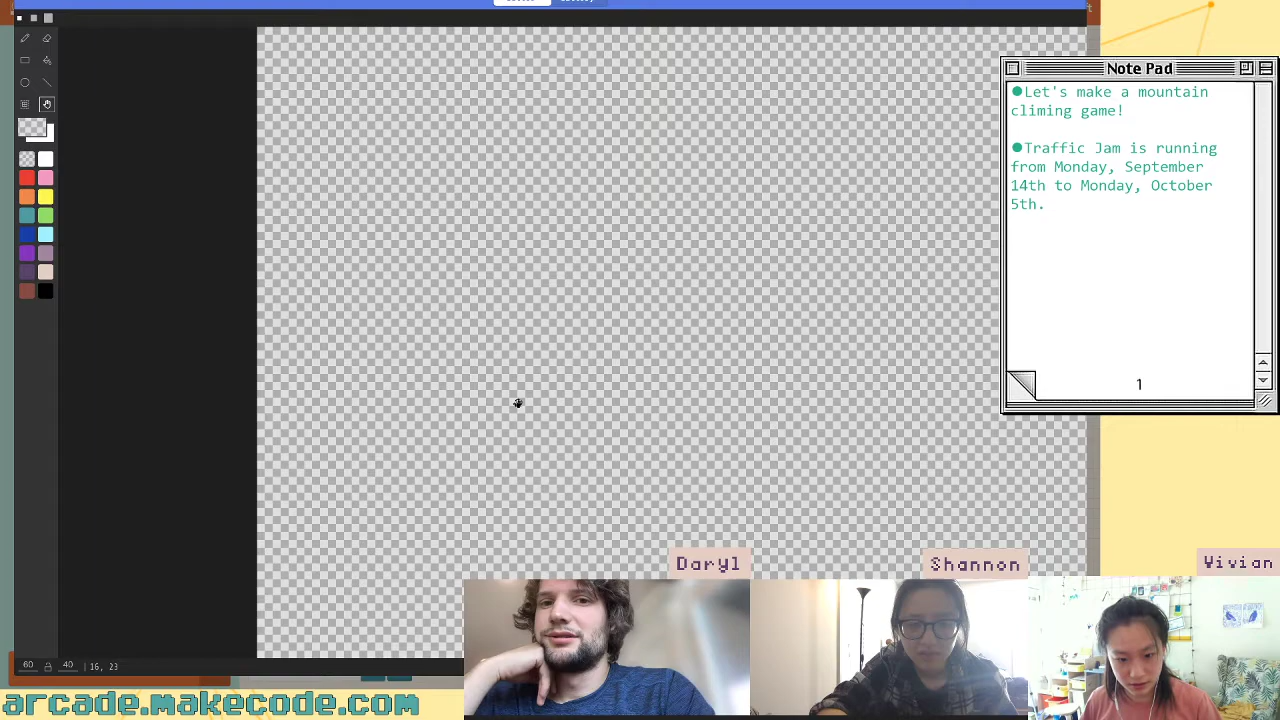 Note Pad
●Let's make a mountain
climing game!
●Traffic Jam is running
from Monday, September
14th to Monday, October
5th.
1
Daryl
Shannon
Vivian
60 40 16, 23
arcade.makecode.com